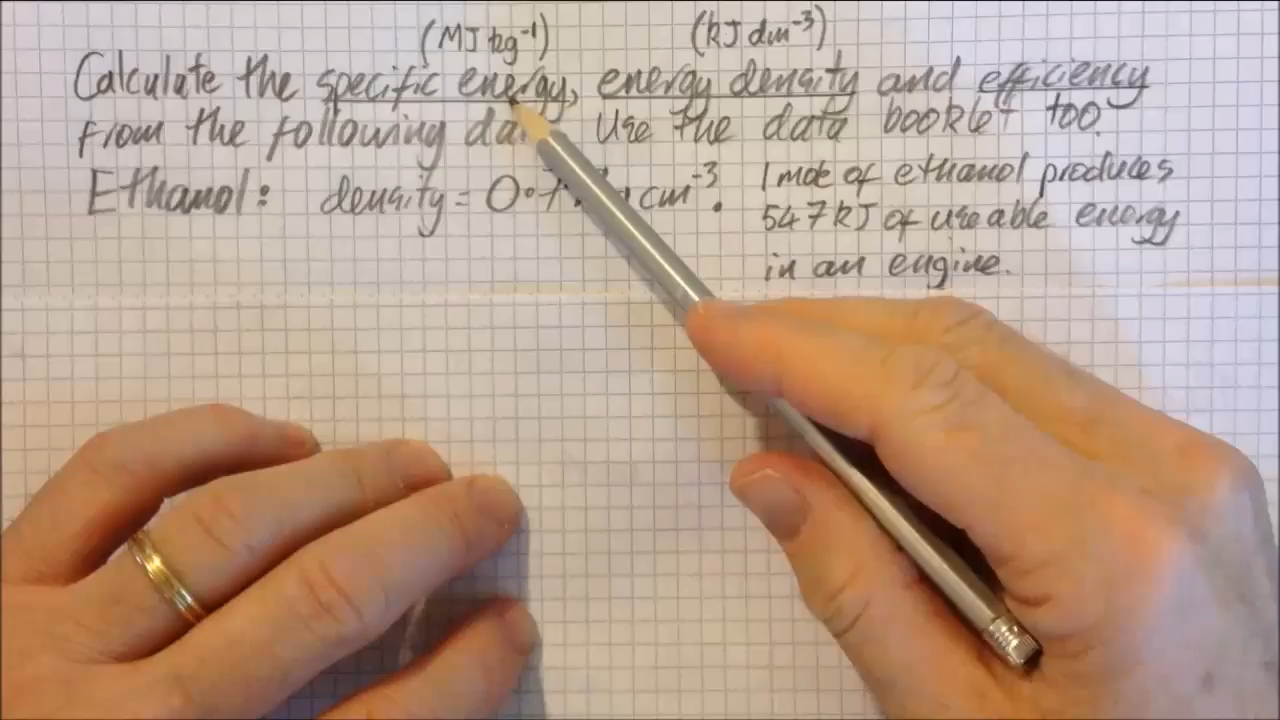 (MJ kg⁻¹) (kJ dm⁻³)
Calculate the specific energy, energy density and efficiency
from the following Use the data booklet too.
Ethanol: density = cm⁻³. 1 mole of ethanol produces
547 kJ of useable energy
in an engine.